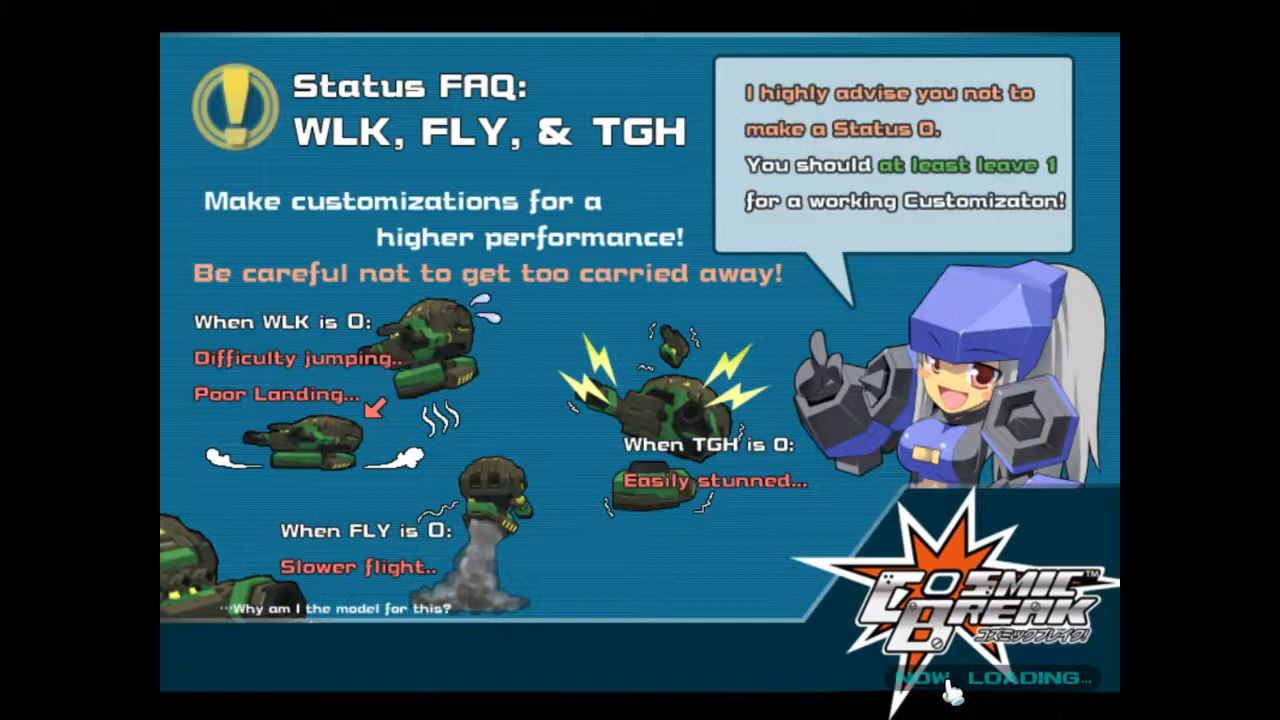 Status FAQ:
WLK, FLY, & TGH
I highly advise you not to
make a Status 0.
You should at least leave 1
for a working Customizaton!
Make customizations for a
higher performance!
Be careful not to get too carried away!
When WLK is 0:
Difficulty jumping..
Poor Landing...
When TGH is 0:
Easily stunned...
When FLY is 0:
Slower flight..
...Why am I the model for this?
COSMIC BREAK™
コズミックブレイク!
NOW LOADING...